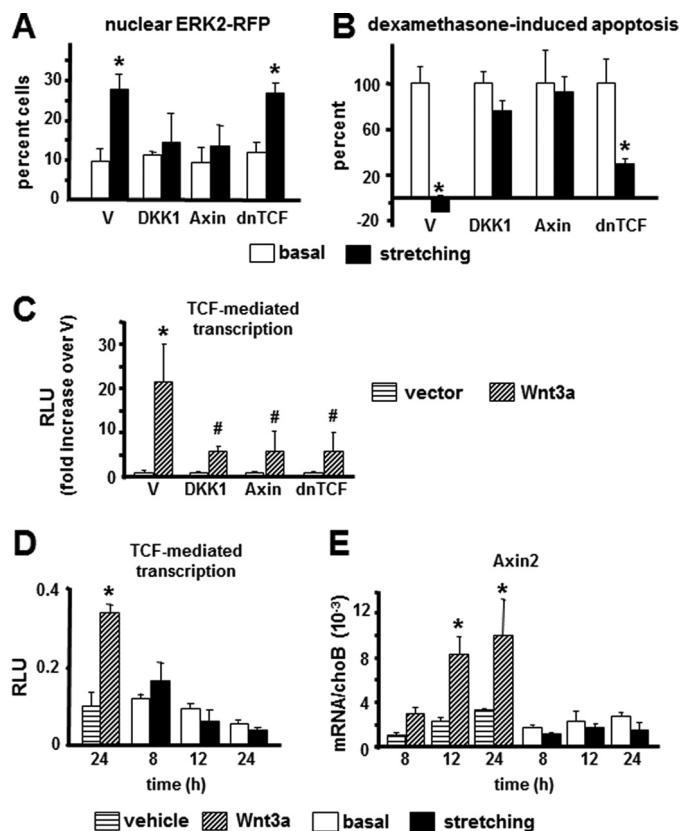 A
nuclear ERK2-RFP
percent cells
30
20
10
0
*
*
V DKK1 Axin dnTCF
B
dexamethasone-induced apoptosis
percent
100
60
20
-20
*
*
V DKK1 Axin dnTCF
basal stretching
C
TCF-mediated
transcription
RLU
(fold increase over V)
30
20
10
0
*
#
#
#
V DKK1 Axin dnTCF
vector Wnt3a
D
TCF-mediated
transcription
RLU
0.4
0.2
0
*
24 8 12 24
time (h)
E
Axin2
mRNA/choB (10-3)
12
8
4
0
*
*
8 12 24 8 12 24
time (h)
vehicle Wnt3a basal stretching